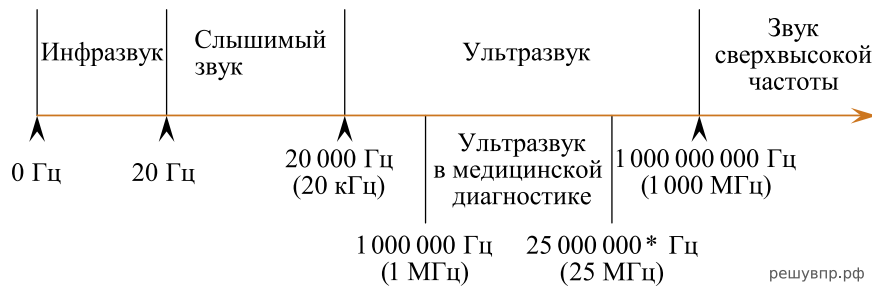 Инфразвук
Слышимый
звук
Ультразвук
Звук
сверхвысокой
частоты
0 Гц
20 Гц
20 000 Гц
(20 кГц)
Ультразвук
в медицинской
диагностике
1 000 000 000 Гц
(1 000 МГц)
1 000 000 Гц
(1 МГц)
25 000 000* Гц
(25 МГц)
решувпр.рф